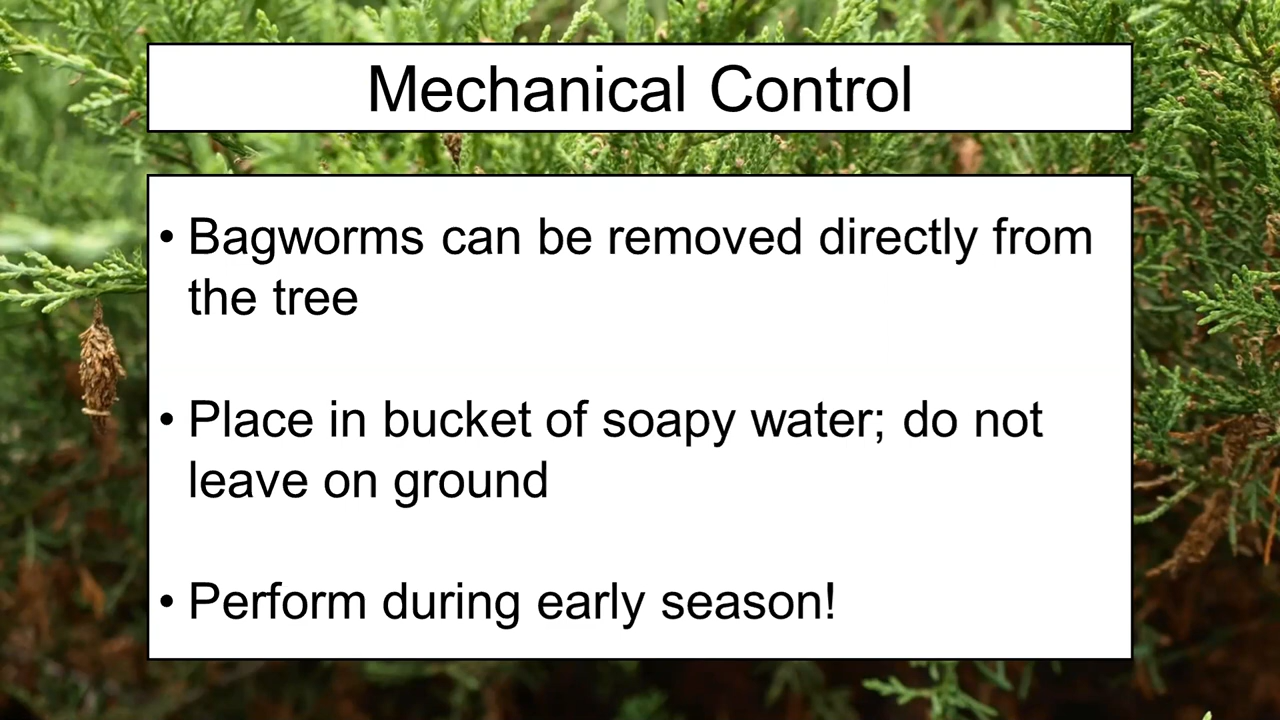 Mechanical Control
• Bagworms can be removed directly from
the tree
• Place in bucket of soapy water; do not
leave on ground
• Perform during early season!